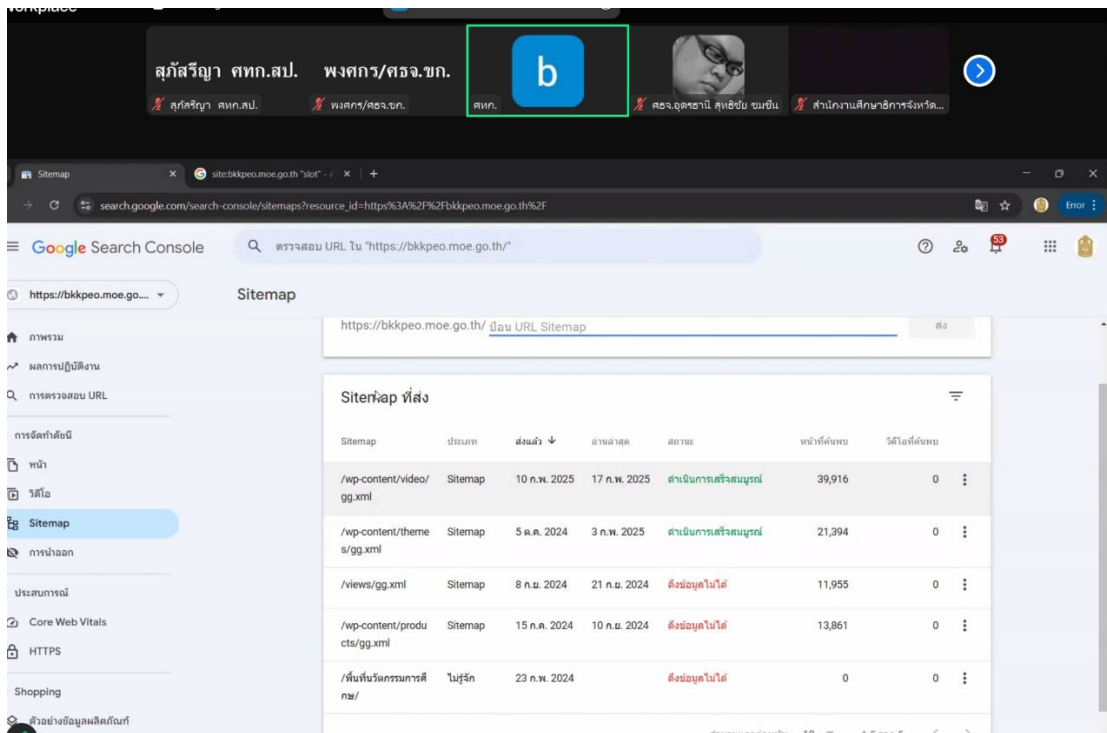 สุภัสรีญา ศทก.สป.
พงศกร/ศธจ.ขก.
b
สุภัสรีญา ศทก.สป.
พงศกร/ศธจ.ขก.
ศทก.
ศธจ.อุดรธานี สุทธิชัย ชมชื่น
สำนักงานศึกษาธิการจังหวัด...
Sitemap
site:bkkpeo.moe.go.th "slot" -
search.google.com/search-console/sitemaps?resource_id=https%3A%2F%2Fbkkpeo.moe.go.th%2F
Error
Google Search Console
ตรวจสอบ URL ใน "https://bkkpeo.moe.go.th/"
53
https://bkkpeo.moe.go....
Sitemap
ภาพรวม
ผลการปฏิบัติงาน
การตรวจสอบ URL
การจัดทำดัชนี
หน้า
วิดีโอ
Sitemap
การนำออก
ประสบการณ์
Core Web Vitals
HTTPS
Shopping
ตัวอย่างข้อมูลผลิตภัณฑ์
https://bkkpeo.moe.go.th/ ป้อน URL Sitemap
ส่ง
Sitemap ที่ส่ง
Sitemap ประเภท ส่งแล้ว อ่านล่าสุด สถานะ หน้าที่ค้นพบ วิดีโอที่ค้นพบ
/wp-content/video/ Sitemap 10 ก.พ. 2025 17 ก.พ. 2025 ดำเนินการเสร็จสมบูรณ์ 39,916 0
gg.xml
/wp-content/theme Sitemap 5 ต.ค. 2024 3 ก.พ. 2025 ดำเนินการเสร็จสมบูรณ์ 21,394 0
s/gg.xml
/views/gg.xml Sitemap 8 ก.ย. 2024 21 ก.ย. 2024 ดึงข้อมูลไม่ได้ 11,955 0
/wp-content/produ Sitemap 15 ก.ค. 2024 10 ก.ย. 2024 ดึงข้อมูลไม่ได้ 13,861 0
cts/gg.xml
/พื้นที่นวัตกรรมการศึ ไม่รู้จัก 23 ก.พ. 2024 ดึงข้อมูลไม่ได้ 0 0
กษ/